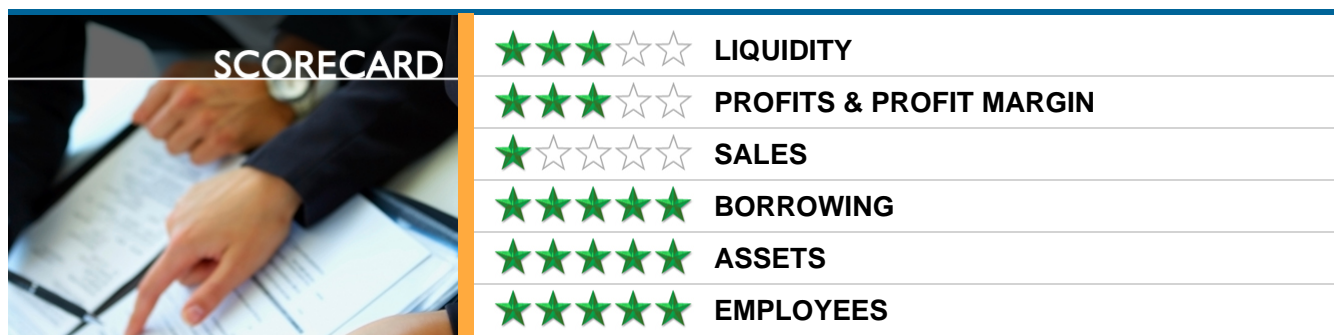 SCORECARD
LIQUIDITY
PROFITS & PROFIT MARGIN
SALES
BORROWING
ASSETS
EMPLOYEES